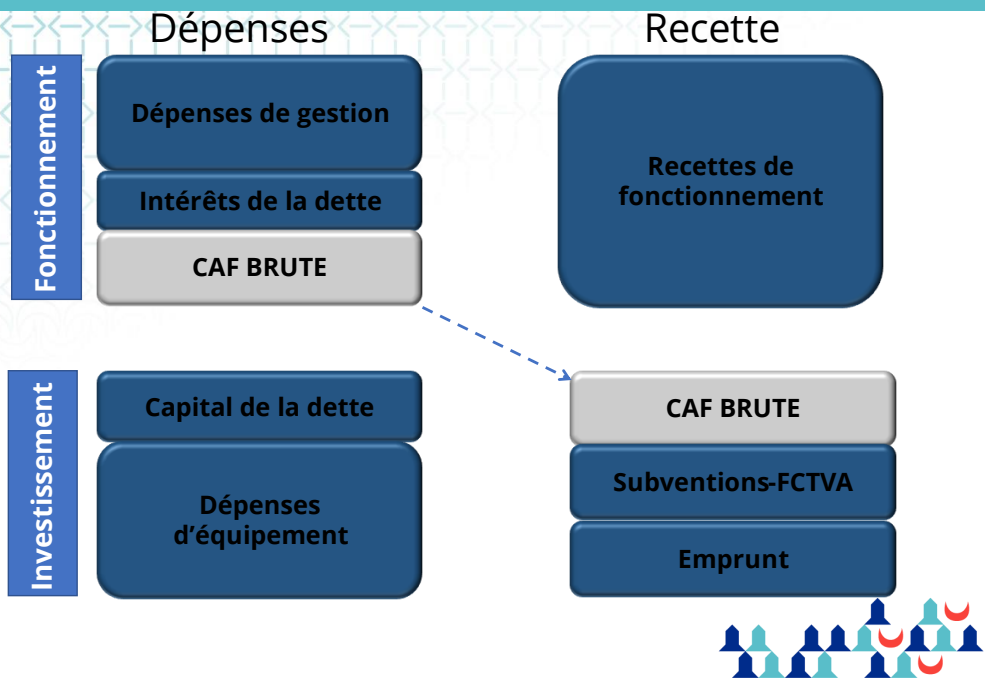 Dépenses
Recette
Fonctionnement
Dépenses de gestion
Intérêts de la dette
CAF BRUTE
Recettes de
fonctionnement
Investissement
Capital de la dette
Dépenses
d’équipement
CAF BRUTE
Subventions-FCTVA
Emprunt